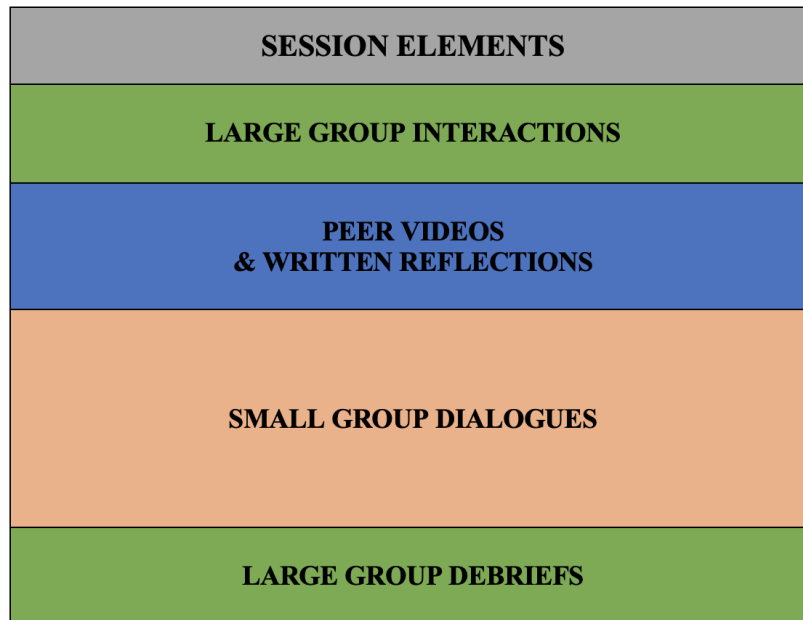 SESSION ELEMENTS
LARGE GROUP INTERACTIONS
PEER VIDEOS
& WRITTEN REFLECTIONS
SMALL GROUP DIALOGUES
LARGE GROUP DEBRIEFS